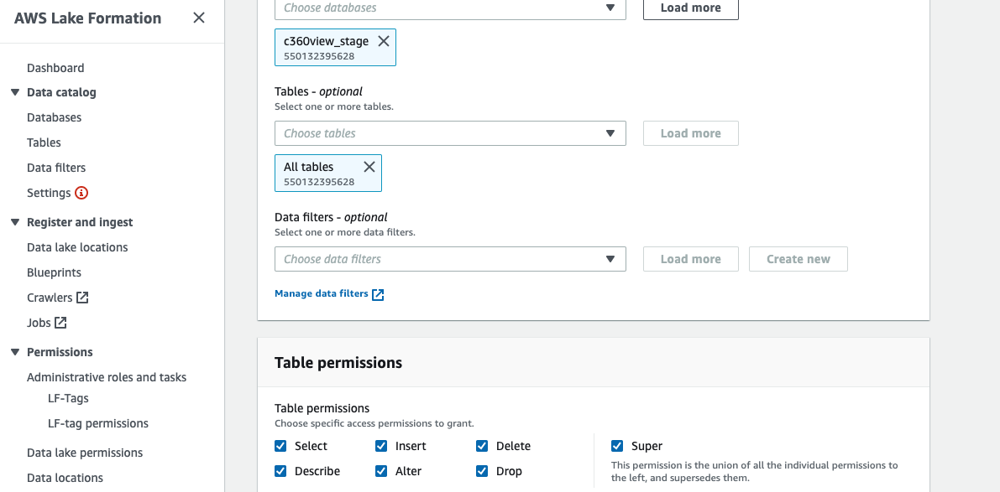 AWS Lake Formation
Dashboard
Data catalog
Databases
Tables
Data filters
Settings
Register and ingest
Data lake locations
Blueprints
Crawlers
Jobs
Permissions
Administrative roles and tasks
LF-Tags
LF-tag permissions
Data lake permissions
Data locations
Choose databases
Load more
c360view_stage
550132395628
Tables - optional
Select one or more tables.
Choose tables
Load more
All tables
550132395628
Data filters - optional
Select one or more data filters.
Choose data filters
Load more
Create new
Manage data filters
Table permissions
Table permissions
Choose specific access permissions to grant.
Select
Insert
Delete
Describe
Alter
Drop
Super
This permission is the union of all the individual permissions to
the left, and supersedes them.